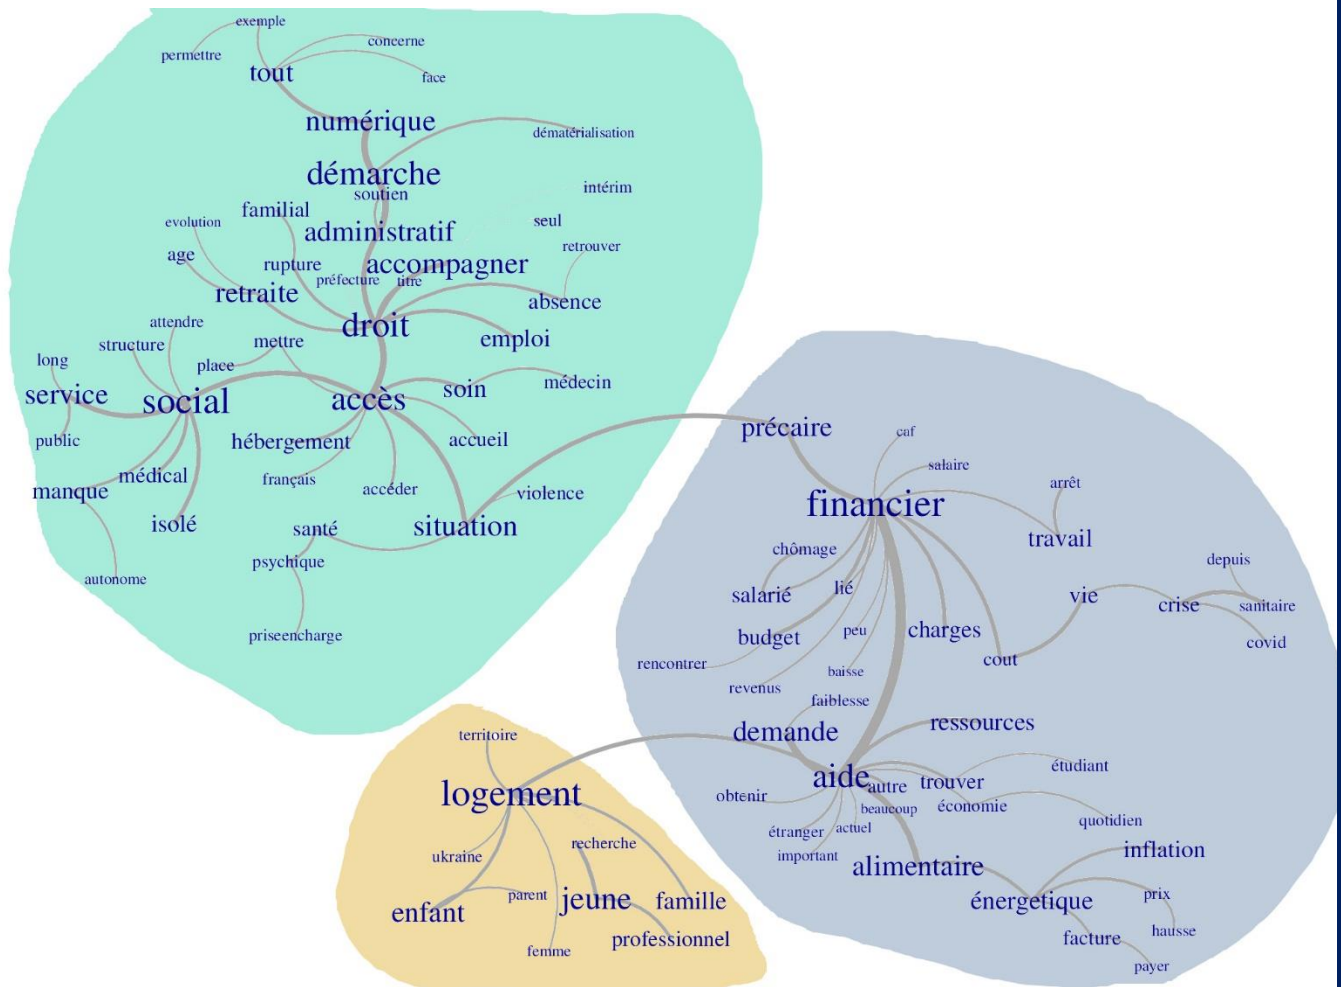 exemple
permettre
concerne
tout
face
numérique
dématérialisation
démarche
soutien
intérim
familial
evolution
administratif
seul
age
rupture
accompagner
retrouver
préfecture
titre
retraite
absence
droit
attendre
structure
mettre
emploi
long
place
service
social
accès
soin
médecin
public
hébergement
accueil
manque
médical
français
accéder
violence
isolé
santé
situation
psychique
autonome
priseencharge
précaire
caf
salaire
financier
arrêt
travail
chômage
depuis
salarié
lié
vie
crise
sanitaire
budget
peu
charges
covid
rencontrer
baisse
cout
revenus
faiblesse
demande
ressources
aide
autre
trouver
étudiant
obtenir
beaucoup
économie
étranger
actuel
quotidien
important
inflation
alimentaire
énergetique
prix
facture
hausse
payer
territoire
logement
recherche
ukraine
parent
jeune
famille
enfant
professionnel
femme